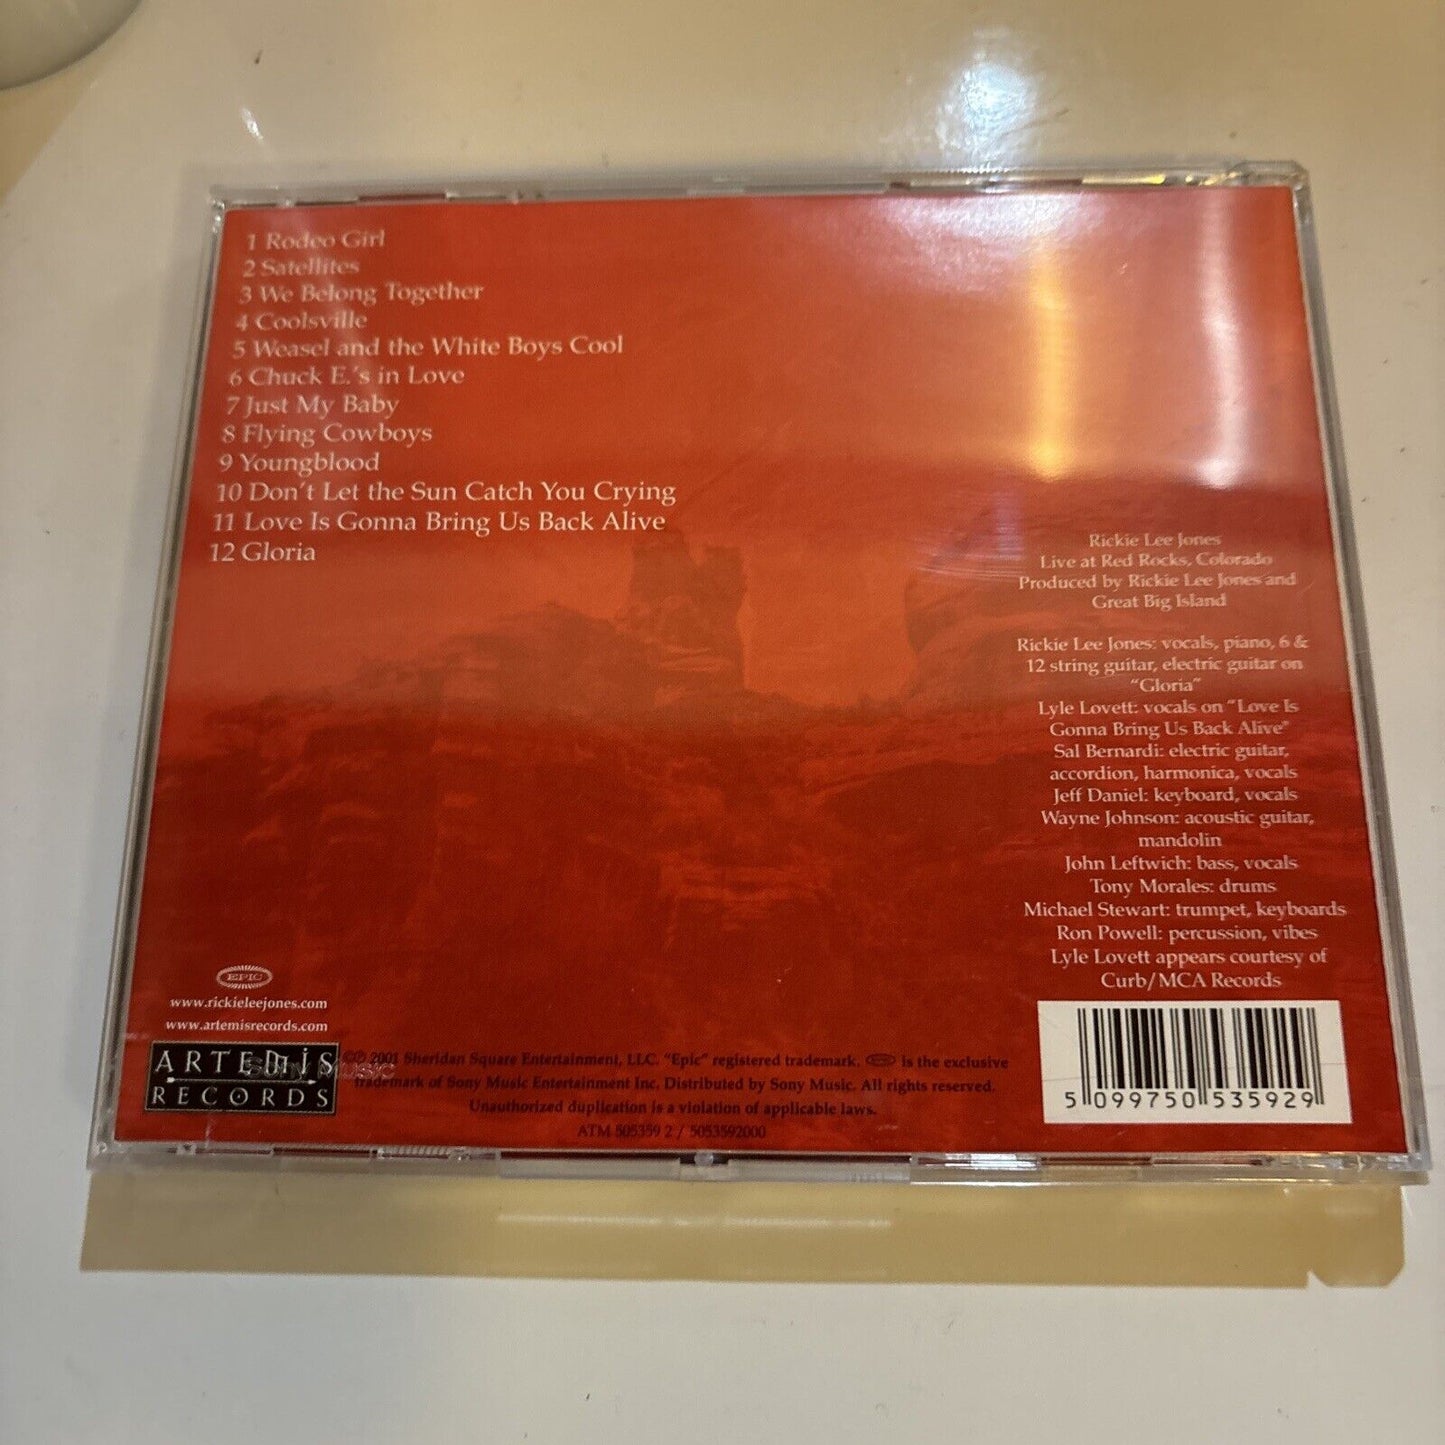 1 Rodeo Girl
2 Satellites
3 We Belong Together
4 Coolsville
5 Weasel and the White Boys Cool
6 Chuck E.'s in Love
7 Just My Baby
8 Flying Cowboys
9 Youngblood
10 Don't Let the Sun Catch You Crying
11 Love Is Gonna Bring Us Back Alive
12 Gloria
Rickie Lee Jones
Live at Red Rocks, Colorado
Produced by Rickie Lee Jones and
Great Big Island
Rickie Lee Jones: vocals, piano, 6 &
12 string guitar, electric guitar on
"Gloria"
Lyle Lovett: vocals on "Love Is
Gonna Bring Us Back Alive"
Sal Bernardi: electric guitar,
accordion, harmonica, vocals
Jeff Daniel: keyboard, vocals
Wayne Johnson: acoustic guitar,
mandolin
John Leftwich: bass, vocals
Tony Morales: drums
Michael Stewart: trumpet, keyboards
Ron Powell: percussion, vibes
Lyle Lovett appears courtesy of
Curb/MCA Records
EPIC
www.rickieleejones.com
www.artemisrecords.com
ARTEMIS
RECORDS
Sony Music
©℗ 2001 Sheridan Square Entertainment, LLC. "Epic" registered trademark. EPIC is the exclusive
trademark of Sony Music Entertainment Inc. Distributed by Sony Music. All rights reserved.
Unauthorized duplication is a violation of applicable laws.
ATM 505359 2 / 5053592000
5 099750 535929